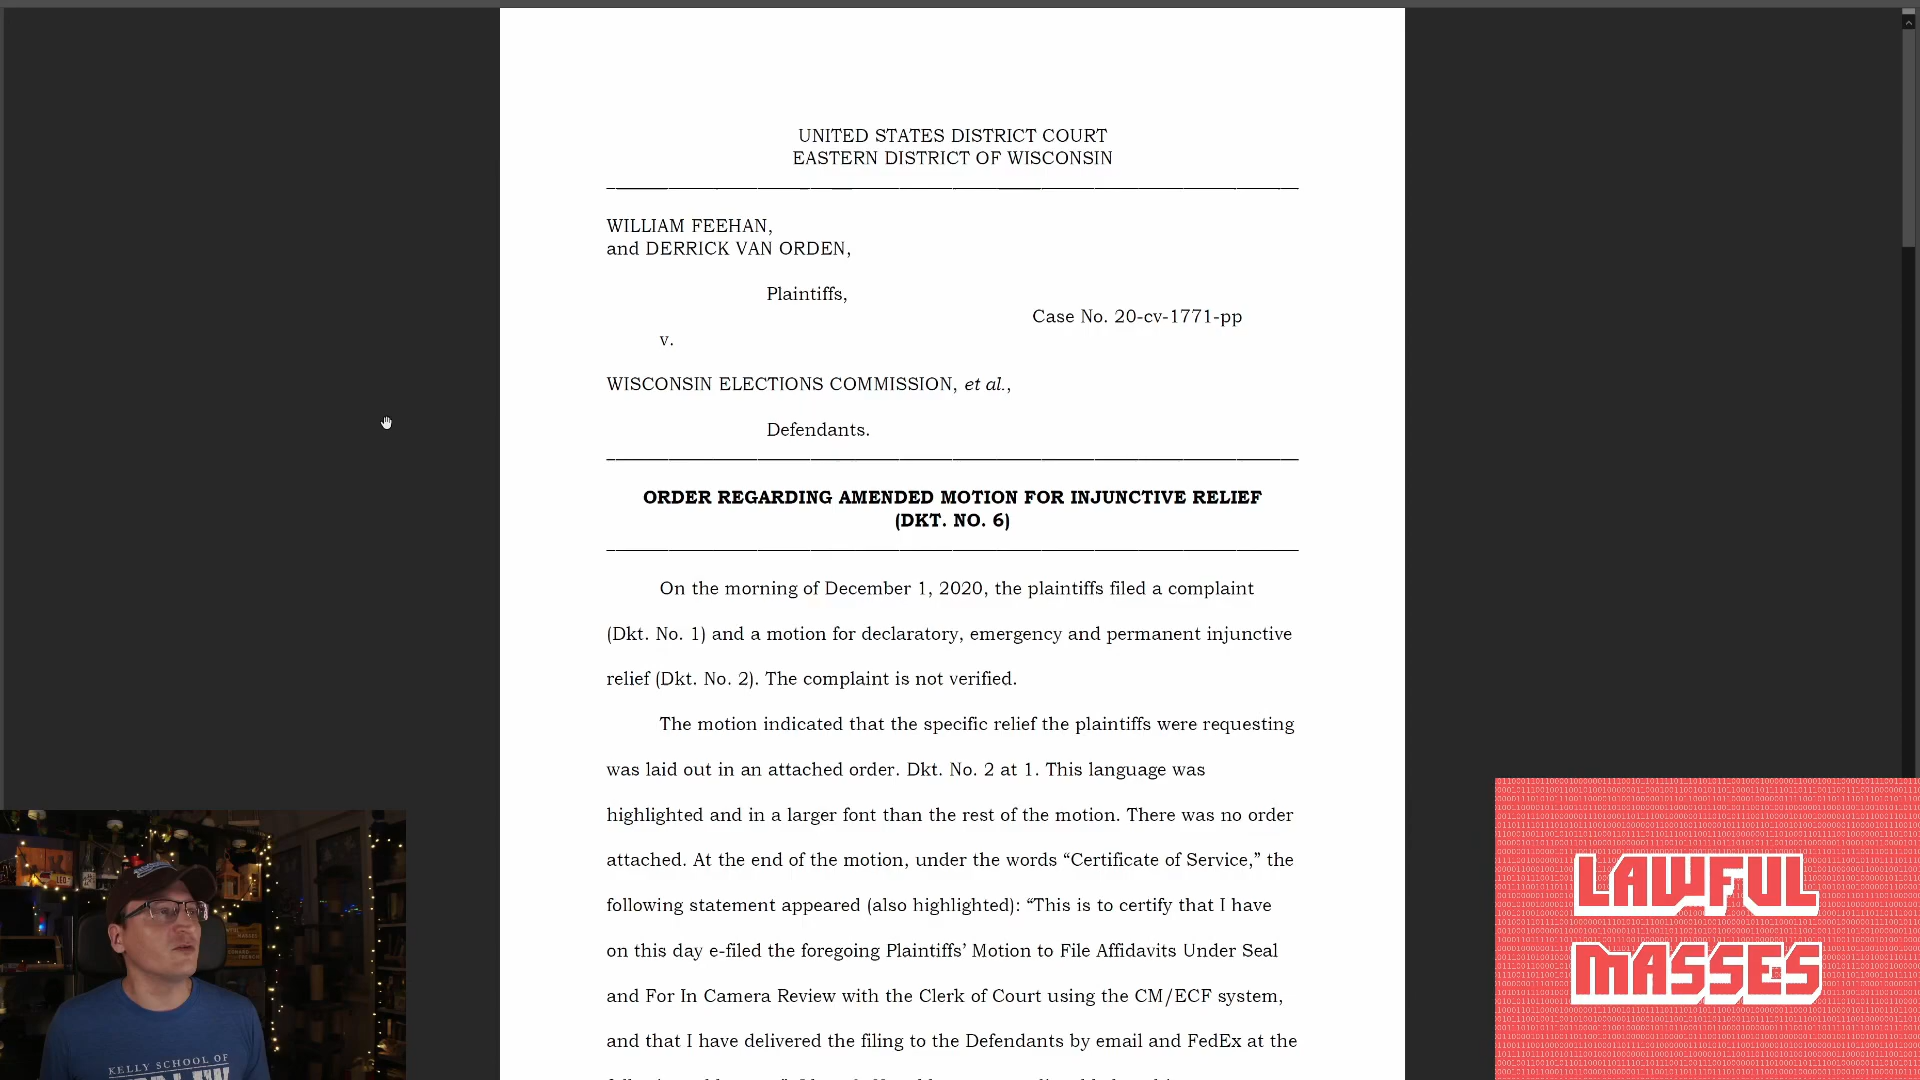 UNITED STATES DISTRICT COURT
EASTERN DISTRICT OF WISCONSIN
WILLIAM FEEHAN,
and DERRICK VAN ORDEN,
Plaintiffs,
Case No. 20-cv-1771-pp
v.
WISCONSIN ELECTIONS COMMISSION, et al.,
Defendants.
ORDER REGARDING AMENDED MOTION FOR INJUNCTIVE RELIEF
(DKT. NO. 6)
On the morning of December 1, 2020, the plaintiffs filed a complaint
(Dkt. No. 1) and a motion for declaratory, emergency and permanent injunctive
relief (Dkt. No. 2). The complaint is not verified.
The motion indicated that the specific relief the plaintiffs were requesting
was laid out in an attached order. Dkt. No. 2 at 1. This language was
highlighted and in a larger font than the rest of the motion. There was no order
attached. At the end of the motion, under the words “Certificate of Service,” the
following statement appeared (also highlighted): “This is to certify that I have
on this day e-filed the foregoing Plaintiffs’ Motion to File Affidavits Under Seal
and For In Camera Review with the Clerk of Court using the CM/ECF system,
and that I have delivered the filing to the Defendants by email and FedEx at the
LAWFUL
MASSES
KELLY SCHOOL OF